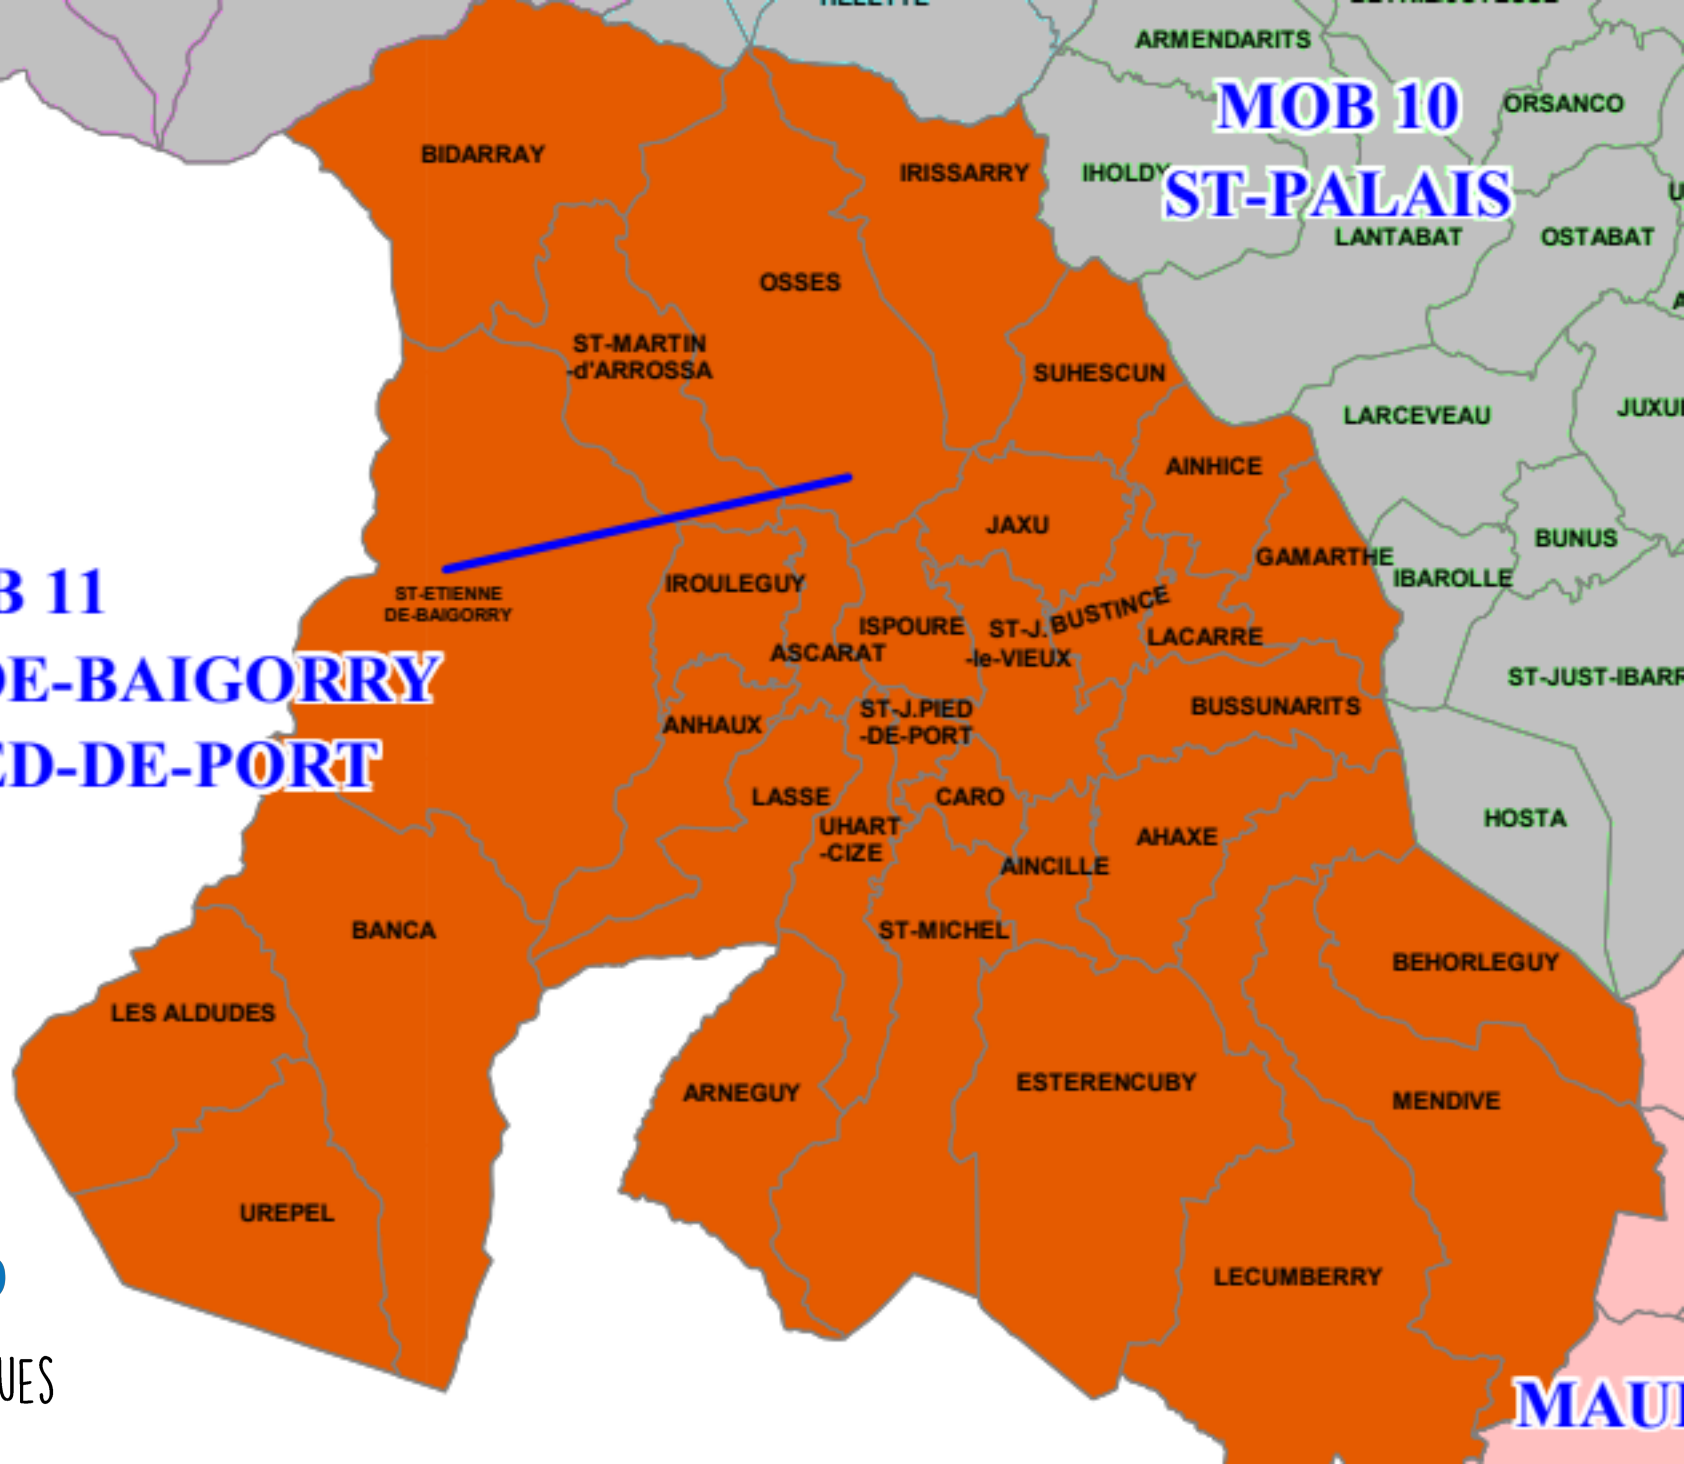 ARMENDARITS
MOB 10
ORSANCO
BIDARRAY
IRISSARRY
IHOLDY
ST-PALAIS
LANTABAT
OSTABAT
OSSES
ST-MARTIN
-d'ARROSSA
SUHESCUN
LARCEVEAU
AINHICE
JAXU
BUNUS
GAMARTHE
IBAROLLE
B 11
ST-ETIENNE
DE-BAIGORRY
IROULEGUY
ISPOURE
ST-J.
-le-VIEUX
BUSTINCE
LACARRE
ASCARAT
DE-BAIGORRY
ST-JUST-IBARR
ANHAUX
ST-J.PIED
-DE-PORT
BUSSUNARITS
ED-DE-PORT
LASSE
CARO
HOSTA
UHART
-CIZE
AHAXE
AINCILLE
BANCA
ST-MICHEL
BEHORLEGUY
LES ALDUDES
ARNEGUY
ESTERENCUBY
MENDIVE
UREPEL
LECUMBERRY
UES
MAU